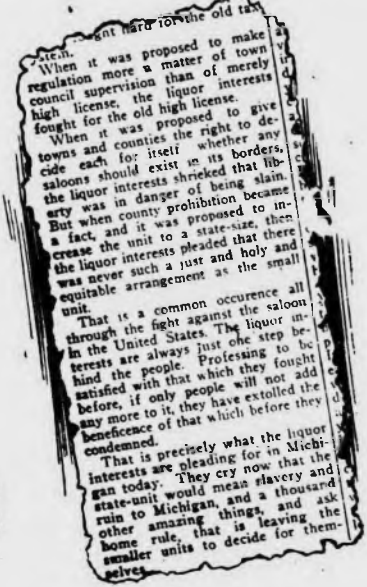 ght hard for the old tax
stem.
When it was proposed to make
regulation more a matter of town
council supervision than of merely
high license, the liquor interests
fought for the old high license.
When it was proposed to give
towns and counties the right to de-
cide each for itself whether any
saloons should exist in its borders,
the liquor interests shrieked that lib-
erty was in danger of being slain.
But when county prohibition became
a fact, and it was proposed to in-
crease the unit to a state-size, then
the liquor interests pleaded that there
was never such a just and holy and
equitable arrangement as the small
unit.
That is a common occurence all
through the fight against the saloon
in the United States. The liquor in-
terests are always just one step be-
hind the people. Professing to be
satisfied with that which they fought
before, if only people will not add
any more to it, they have extolled the
beneficence of that which before they
condemned.
That is precisely what the liquor
interests are pleading for in Michi-
gan today. They cry now that the
state-unit would mean slavery and
ruin to Michigan, and a thousand
other amazing things, and ask
home rule, that is leaving the
smaller units to decide for them-
selves.